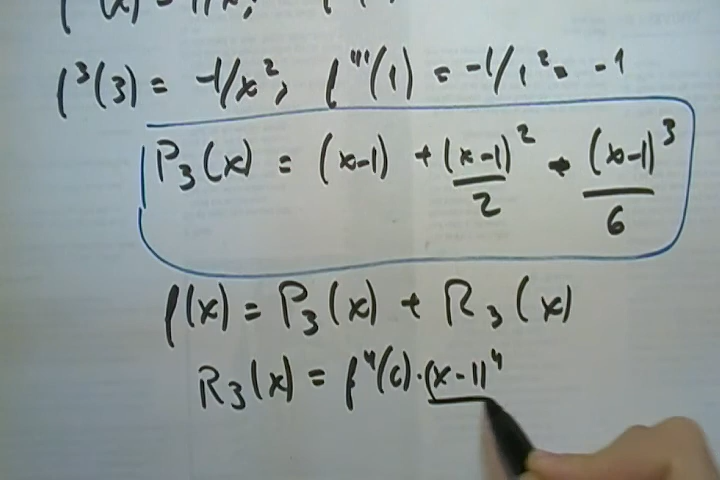 f³(3) = -1/x², f'''(1) = -1/1² = -1
P₃(x) = (x-1) + (x-1)²/2 - (x-1)³/6
f(x) = P₃(x) + R₃(x)
R₃(x) = f⁴(c)·(x-1)⁴